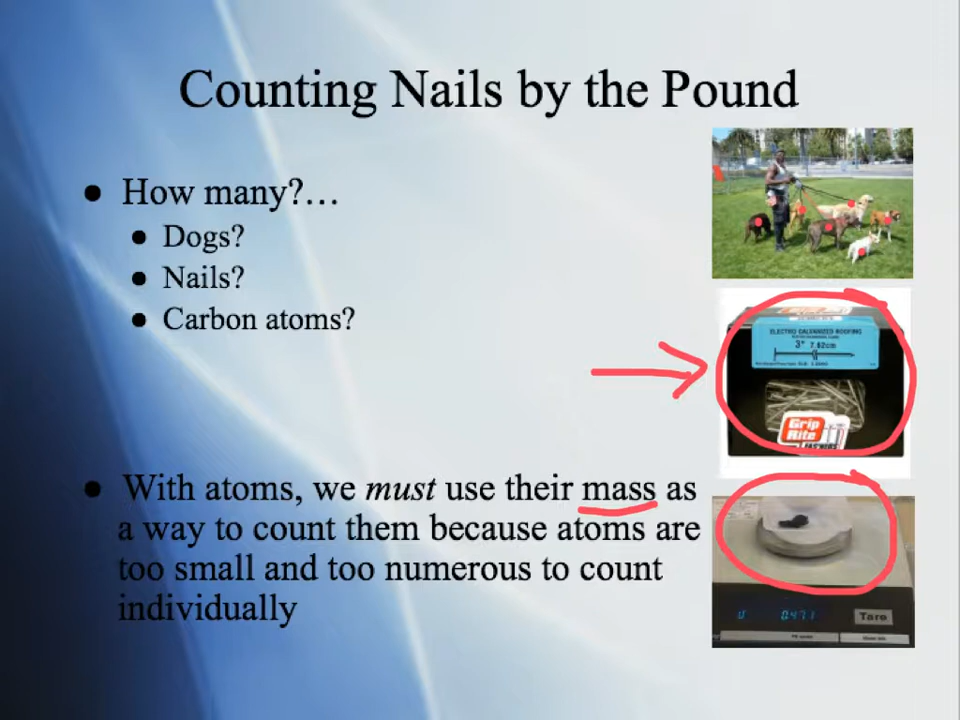 Counting Nails by the Pound
How many?…
Dogs?
Nails?
Carbon atoms?
ELECTRO GALVANIZED ROOFING
3" 7.62cm
Grip
Rite
With atoms, we must use their mass as
a way to count them because atoms are
too small and too numerous to count
individually
Tare